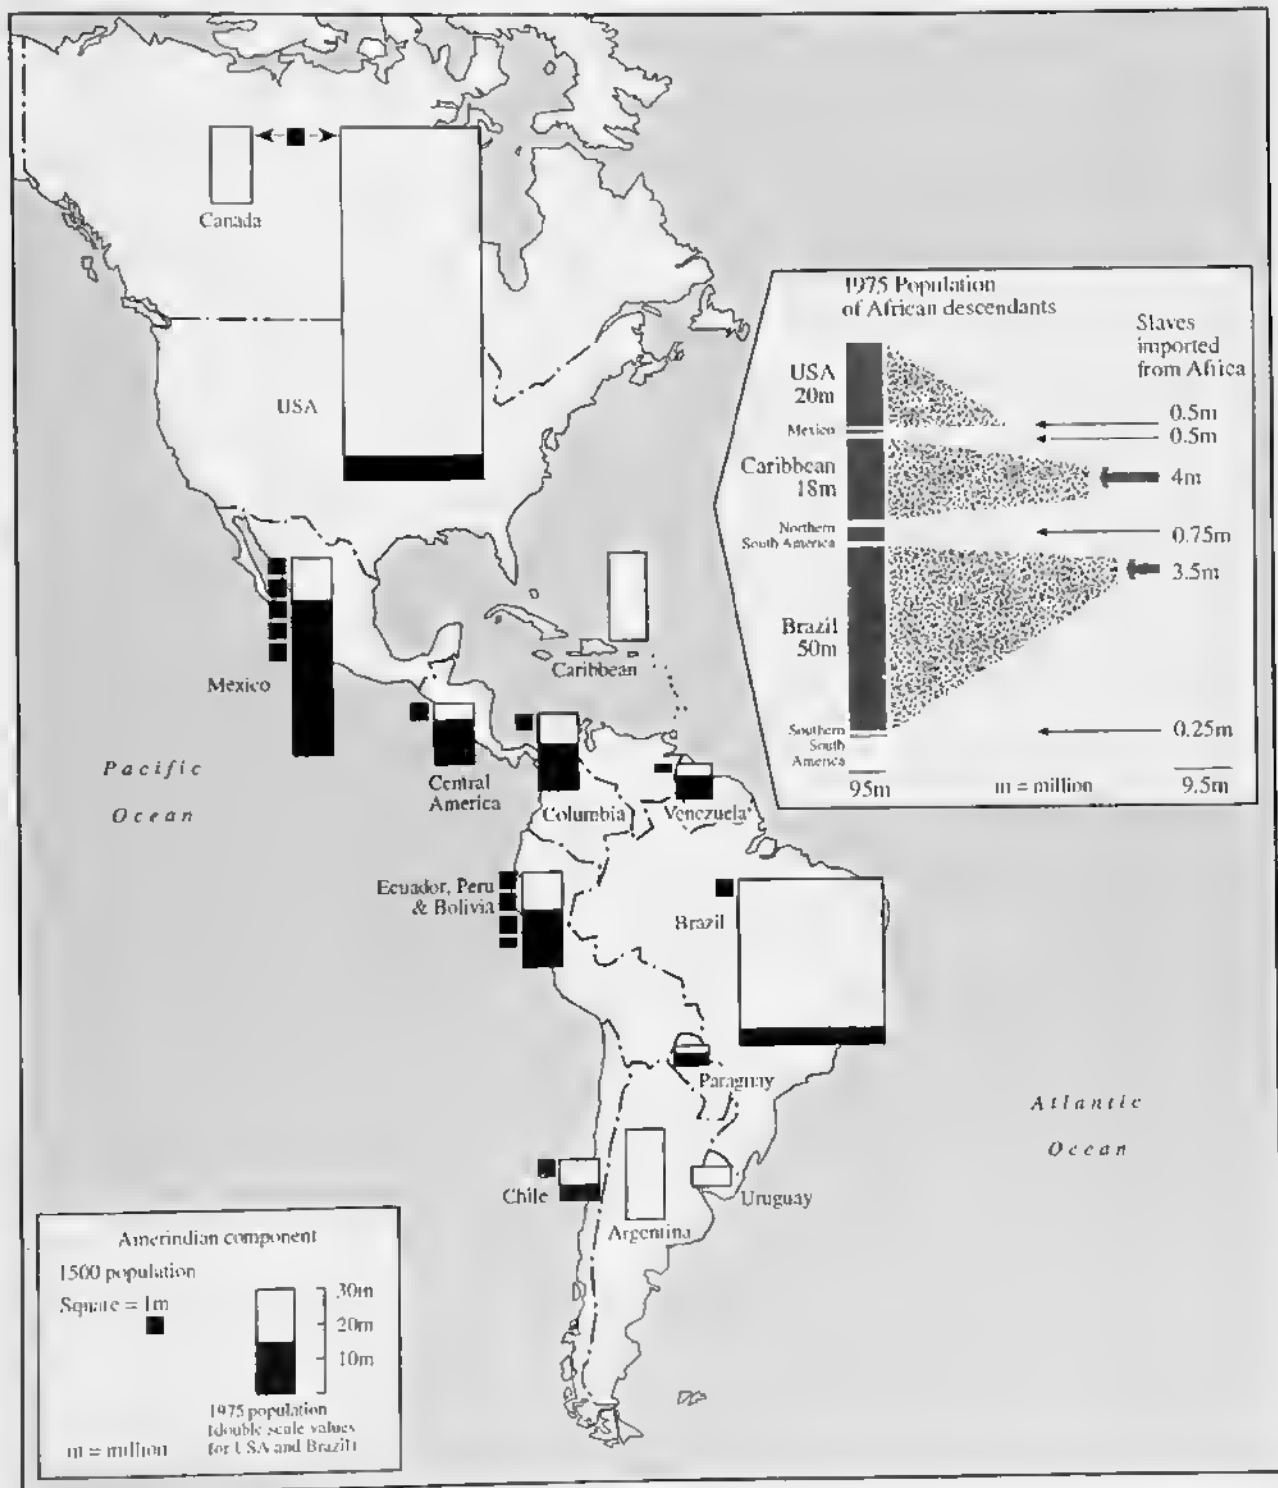 Canada
USA
Mexico
Caribbean
Central
America
Columbia
Venezuela
Pacific
Ocean
Ecuador, Peru
& Bolivia
Brazil
Paraguay
Atlantic
Ocean
Chile
Argentina
Uruguay
1975 Population
of African descendants
Slaves
imported
from Africa
USA
20m
0.5m
Mexico
0.5m
Caribbean
18m
4m
Northern
South America
0.75m
3.5m
Brazil
50m
Southern
South
America
0.25m
95m
m = million
9.5m
Amerindian component
1500 population
Square = 1m
30m
20m
10m
1975 population
(double scale values
for USA and Brazil)
m = million